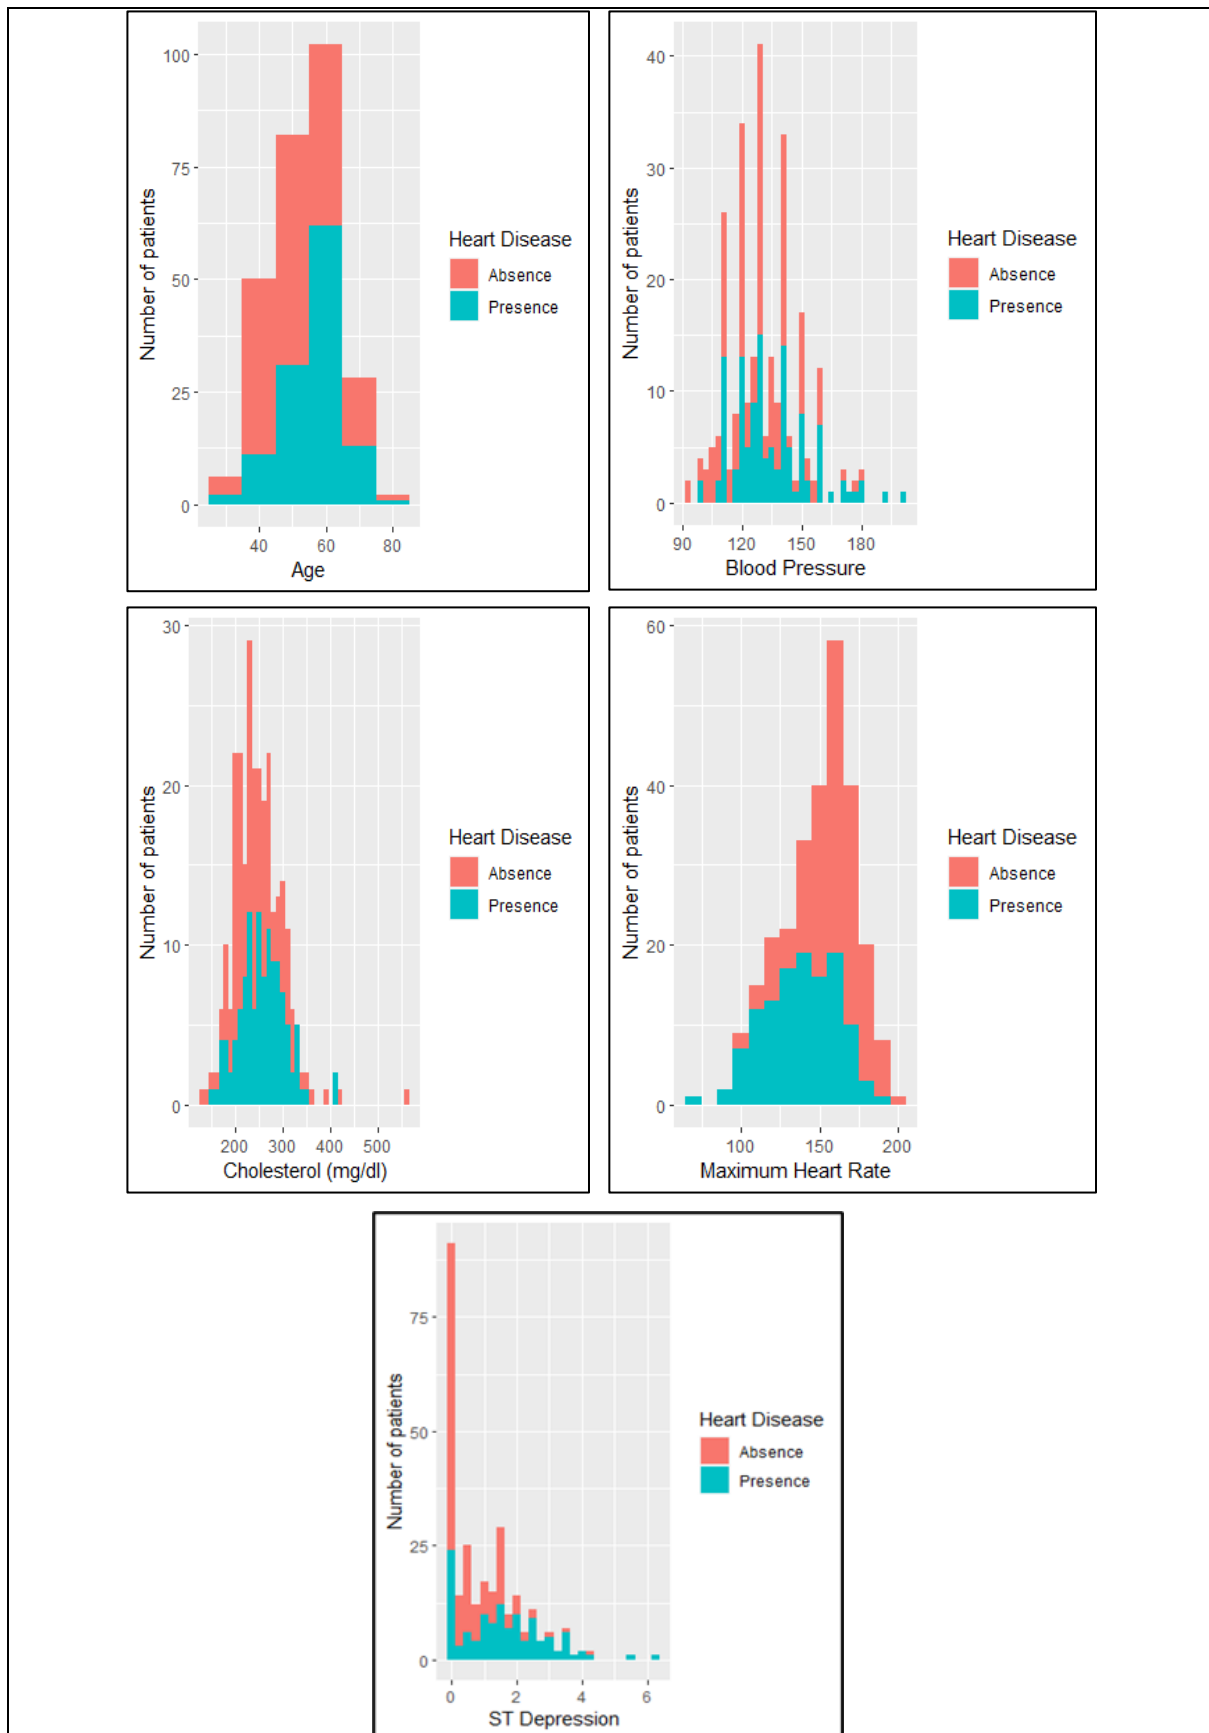 100
75
50
25
0
Number of patients
40 60 80
Age
Heart Disease
Absence
Presence
40
30
20
10
0
Number of patients
90 120 150 180
Blood Pressure
Heart Disease
Absence
Presence
30
20
10
0
Number of patients
200 300 400 500
Cholesterol (mg/dl)
Heart Disease
Absence
Presence
60
40
20
0
Number of patients
100 150 200
Maximum Heart Rate
Heart Disease
Absence
Presence
75
50
25
0
Number of patients
0 2 4 6
ST Depression
Heart Disease
Absence
Presence